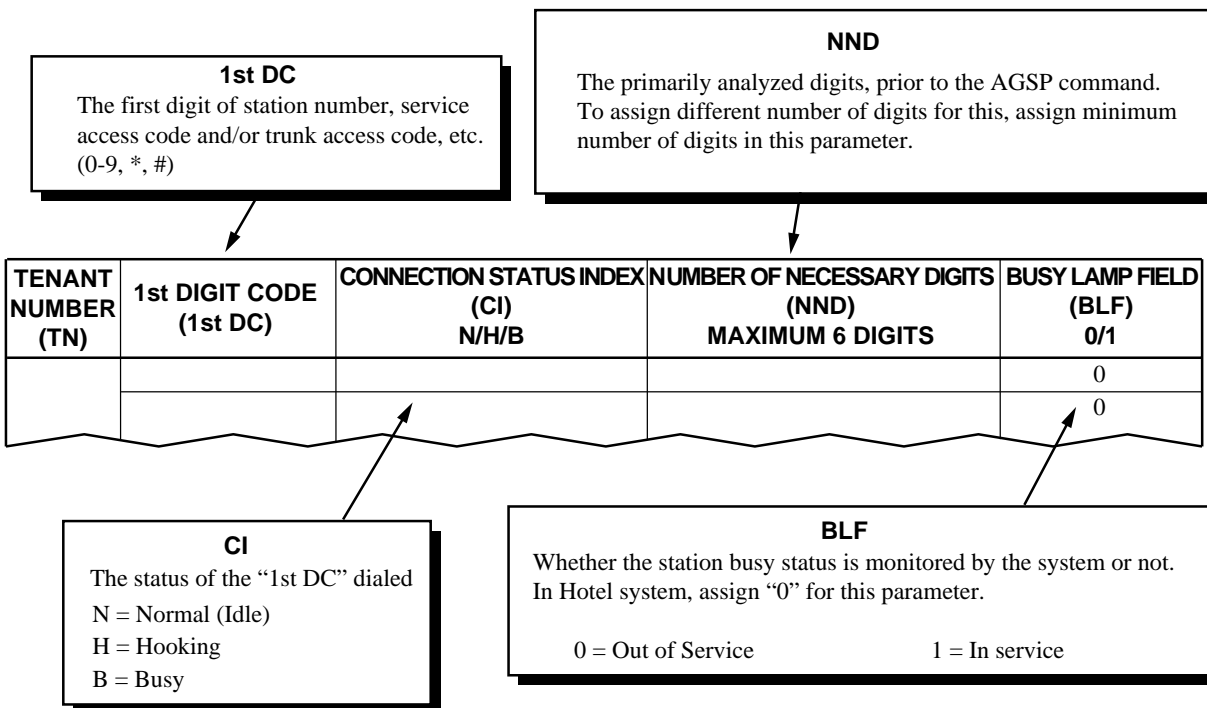 1st DC
The first digit of station number, service
access code and/or trunk access code, etc.
(0-9, *, #)
NND
The primarily analyzed digits, prior to the AGSP command.
To assign different number of digits for this, assign minimum
number of digits in this parameter.
TENANT
NUMBER
(TN)
1st DIGIT CODE
(1st DC)
CONNECTION STATUS INDEX
(CI)
N/H/B
NUMBER OF NECESSARY DIGITS
(NND)
MAXIMUM 6 DIGITS
BUSY LAMP FIELD
(BLF)
0/1
0
0
CI
The status of the “1st DC” dialed
N = Normal (Idle)
H = Hooking
B = Busy
BLF
Whether the station busy status is monitored by the system or not.
In Hotel system, assign “0” for this parameter.
0 = Out of Service 1 = In service